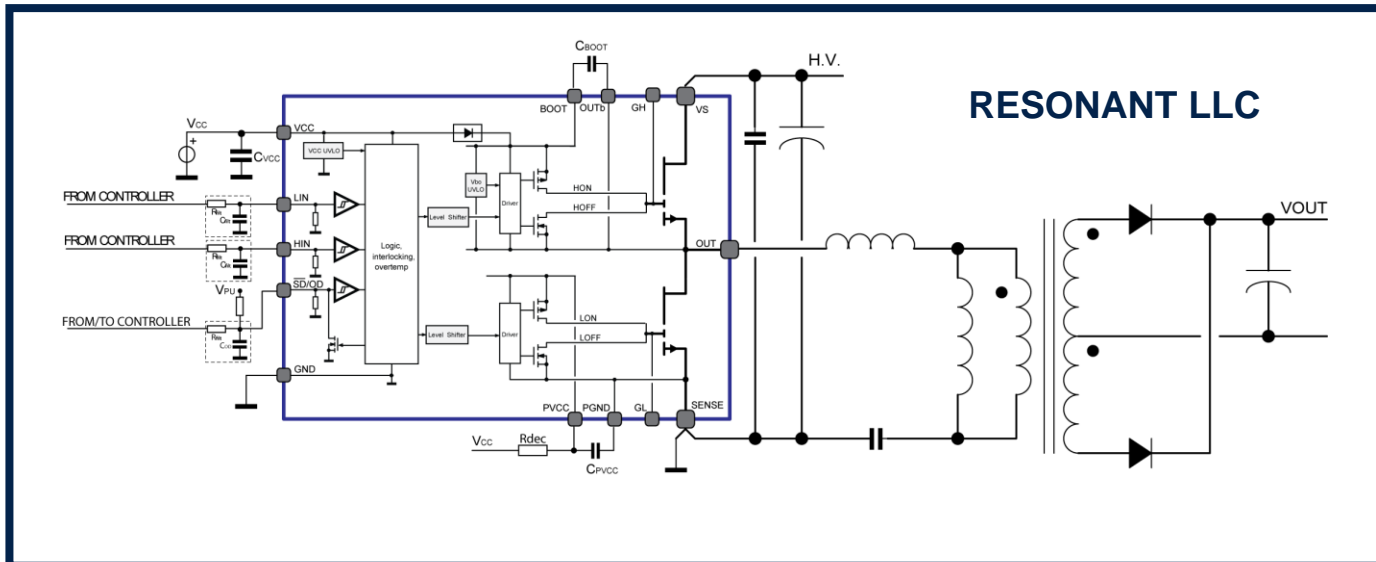 RESONANT LLC
CBOOT
H.V.
BOOT OUTb GH VS
VCC
VCC
CVCC
VCC UVLO
FROM CONTROLLER
LIN
Vbo UVLO
Driver
HON
HOFF
Level Shifter
FROM CONTROLLER
HIN
Logic, interlocking, overtemp
OUT
VOUT
SD/OD
VPU
FROM/TO CONTROLLER
LON
LOFF
Level Shifter
Driver
GND
PVCC PGND GL SENSE
VCC Rdec
CPVCC